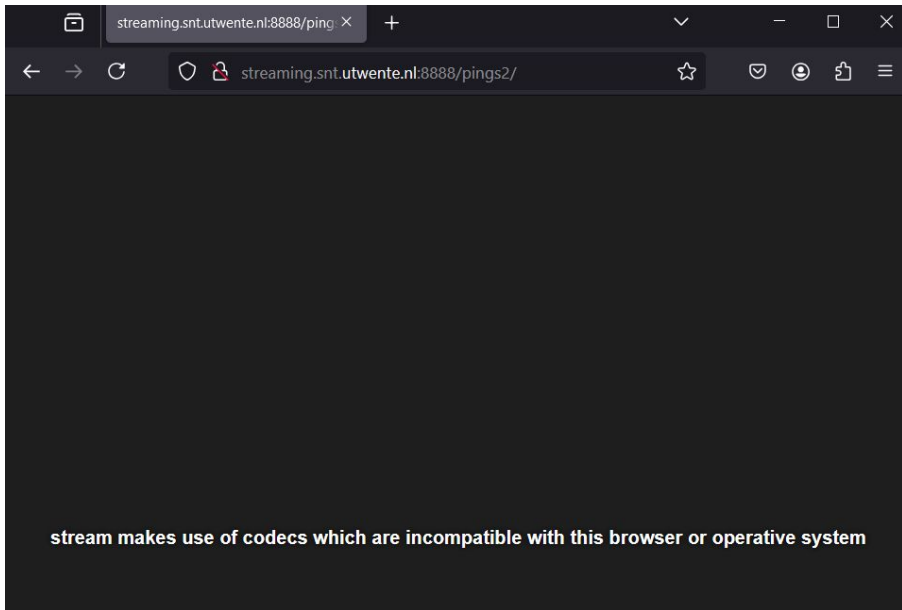 streaming.snt.utwente.nl:8888/ping
streaming.snt.utwente.nl:8888/pings2/
stream makes use of codecs which are incompatible with this browser or operative system